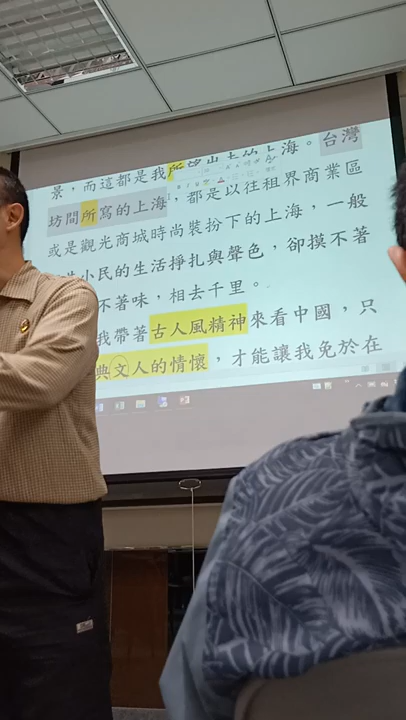 景，而這都是我所望出去的上海。台灣
坊間所寫的上海，都是以往租界商業區
或是觀光商城時尚裝扮下的上海，一般
小民的生活掙扎與聲色，卻摸不著
不著味，相去千里。
我帶著古人風精神來看中國，只
典文人的情懷，才能讓我免於在